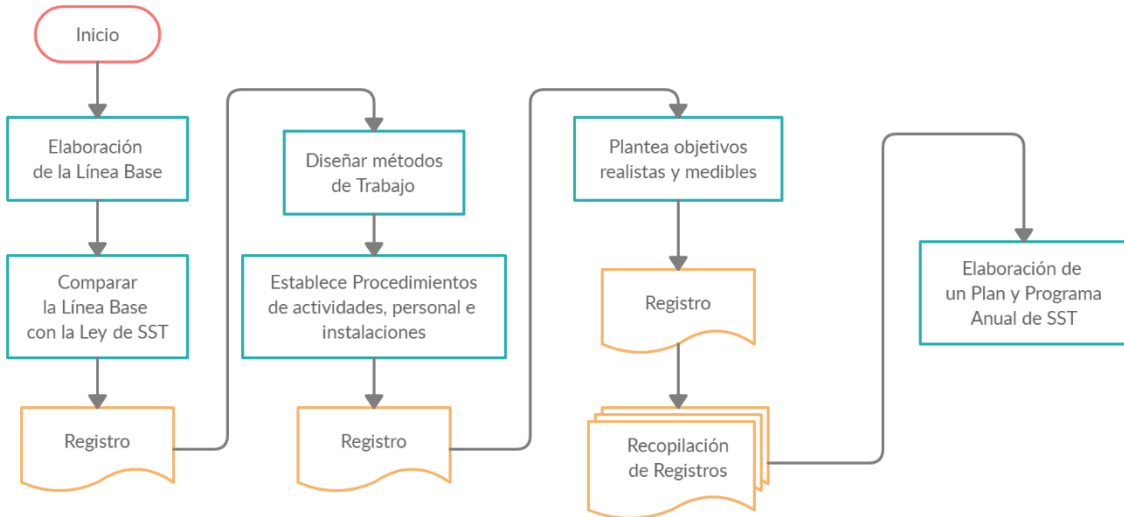 Inicio
Elaboración
de la Línea Base
Comparar
la Línea Base
con la Ley de SST
Registro
Diseñar métodos
de Trabajo
Establece Procedimientos
de actividades, personal e
instalaciones
Registro
Plantea objetivos
realistas y medibles
Registro
Recopilación
de Registros
Elaboración de
un Plan y Programa
Anual de SST